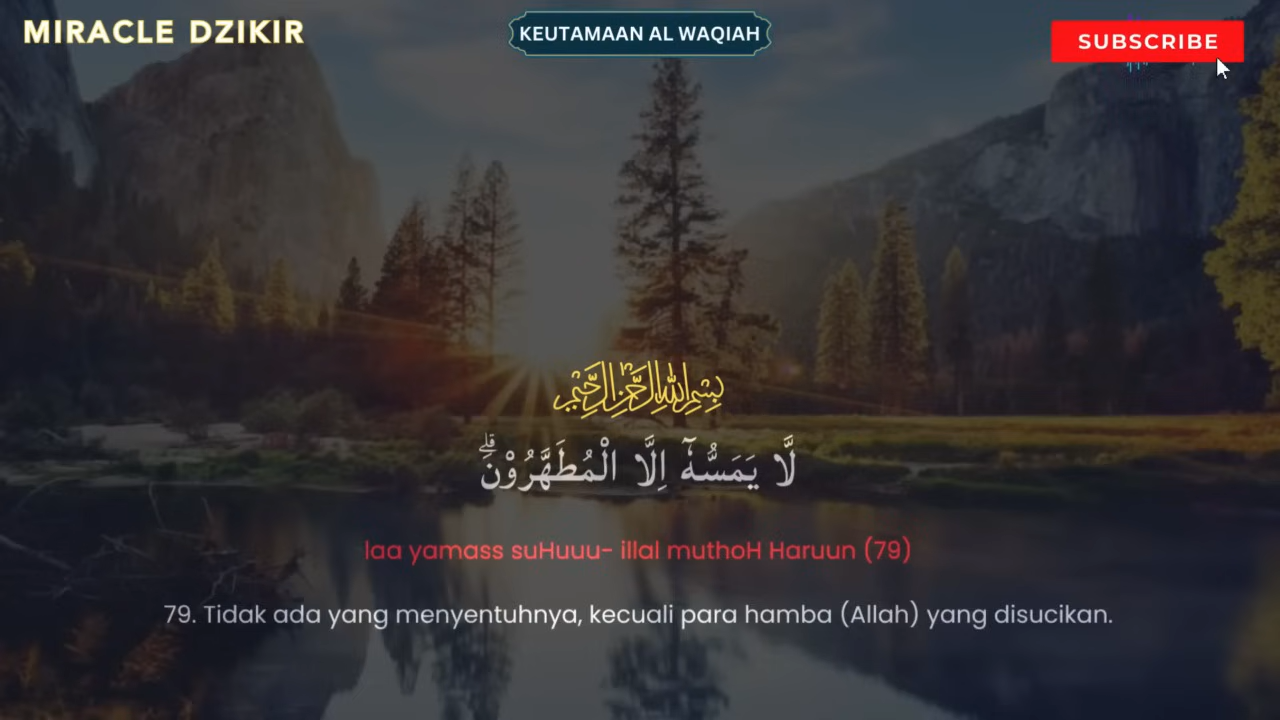 MIRACLE DZIKIR
KEUTAMAAN AL WAQIAH
SUBSCRIBE
بِسْمِ اللهِ الرَّحْمٰنِ الرَّحِيْمِ
لَّا يَمَسُّهٗٓ اِلَّا الْمُطَهَّرُوْنَۗ
laa yamass suHuuu- illal muthoH Haruun (79)
79. Tidak ada yang menyentuhnya, kecuali para hamba (Allah) yang disucikan.